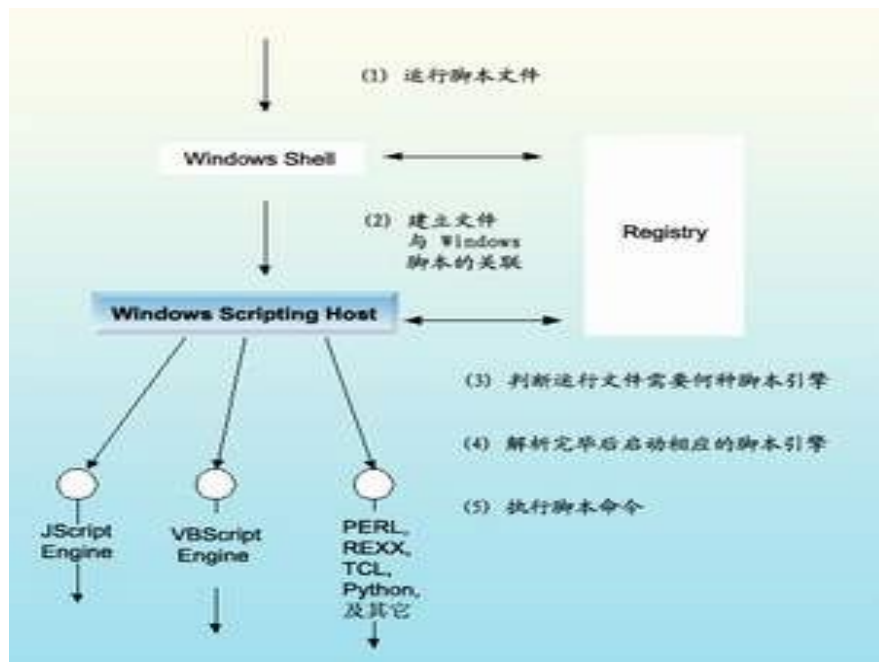 (1) 运行脚本文件
Windows Shell
(2) 建立文件
与 Windows
脚本的关联
Registry
Windows Scripting Host
(3) 判断运行文件需要何种脚本引擎
(4) 解析完毕后启动相应的脚本引擎
(5) 执行脚本命令
JScript
Engine
VBScript
Engine
PERL,
REXX,
TCL,
Python,
及其它